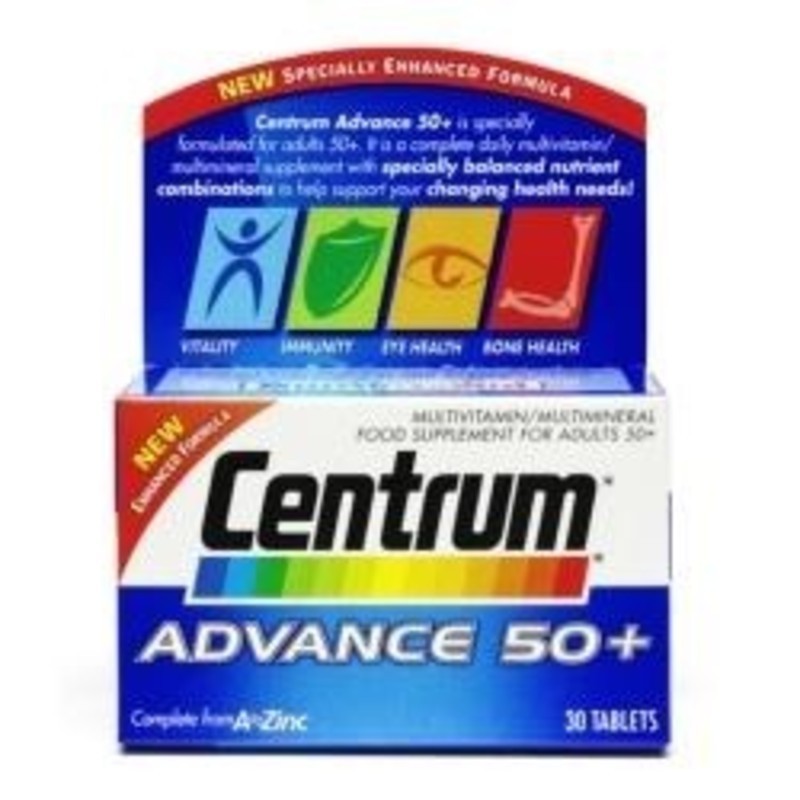 NEW SPECIALLY ENHANCED FORMULA
Centrum Advance 50+ is specially
formulated for adults 50+. It is a complete daily multivitamin/
multimineral supplement with specially balanced nutrient
combinations to help support your changing health needs!
VITALITY IMMUNITY EYE HEALTH BONE HEALTH
NEW
ENHANCED FORMULA
MULTIVITAMIN/MULTIMINERAL
FOOD SUPPLEMENT FOR ADULTS 50+
Centrum™
ADVANCE 50+
Complete from A to Zinc
30 TABLETS